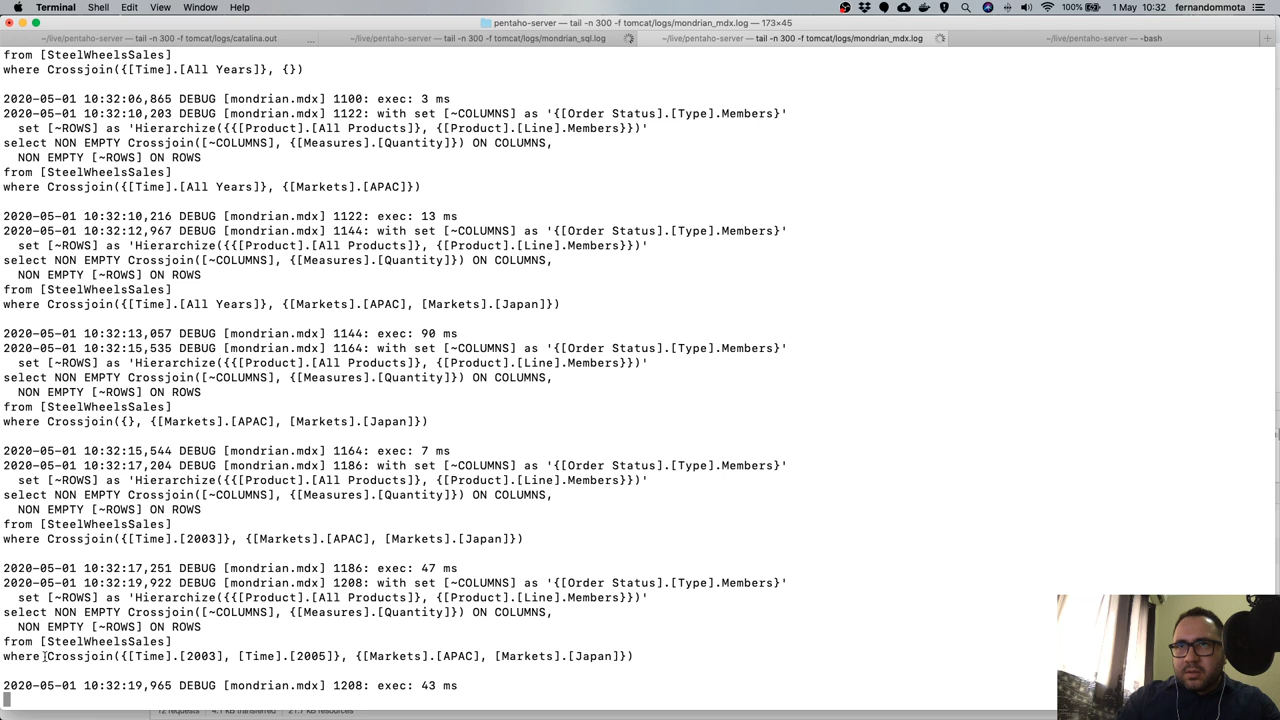 Terminal Shell Edit View Window Help 100% 1 May 10:32 fernandommota
pentaho-server — tail -n 300 -f tomcat/logs/mondrian_mdx.log — 173×45
~/live/pentaho-server — tail -n 300 -f tomcat/logs/catalina.out ... ~/live/pentaho-server — tail -n 300 -f tomcat/logs/mondrian_sql.log ~/live/pentaho-server — tail -n 300 -f tomcat/logs/mondrian_mdx.log ~/live/pentaho-server — -bash
from [SteelWheelsSales]
where Crossjoin({[Time].[All Years]}, {})
2020-05-01 10:32:06,865 DEBUG [mondrian.mdx] 1100: exec: 3 ms
2020-05-01 10:32:10,203 DEBUG [mondrian.mdx] 1122: with set [~COLUMNS] as '{[Order Status].[Type].Members}'
set [~ROWS] as 'Hierarchize({{[Product].[All Products]}, {[Product].[Line].Members}})'
select NON EMPTY Crossjoin([~COLUMNS], {[Measures].[Quantity]}) ON COLUMNS,
NON EMPTY [~ROWS] ON ROWS
from [SteelWheelsSales]
where Crossjoin({[Time].[All Years]}, {[Markets].[APAC]})
2020-05-01 10:32:10,216 DEBUG [mondrian.mdx] 1122: exec: 13 ms
2020-05-01 10:32:12,967 DEBUG [mondrian.mdx] 1144: with set [~COLUMNS] as '{[Order Status].[Type].Members}'
set [~ROWS] as 'Hierarchize({{[Product].[All Products]}, {[Product].[Line].Members}})'
select NON EMPTY Crossjoin([~COLUMNS], {[Measures].[Quantity]}) ON COLUMNS,
NON EMPTY [~ROWS] ON ROWS
from [SteelWheelsSales]
where Crossjoin({[Time].[All Years]}, {[Markets].[APAC], [Markets].[Japan]})
2020-05-01 10:32:13,057 DEBUG [mondrian.mdx] 1144: exec: 90 ms
2020-05-01 10:32:15,535 DEBUG [mondrian.mdx] 1164: with set [~COLUMNS] as '{[Order Status].[Type].Members}'
set [~ROWS] as 'Hierarchize({{[Product].[All Products]}, {[Product].[Line].Members}})'
select NON EMPTY Crossjoin([~COLUMNS], {[Measures].[Quantity]}) ON COLUMNS,
NON EMPTY [~ROWS] ON ROWS
from [SteelWheelsSales]
where Crossjoin({}, {[Markets].[APAC], [Markets].[Japan]})
2020-05-01 10:32:15,544 DEBUG [mondrian.mdx] 1164: exec: 7 ms
2020-05-01 10:32:17,204 DEBUG [mondrian.mdx] 1186: with set [~COLUMNS] as '{[Order Status].[Type].Members}'
set [~ROWS] as 'Hierarchize({{[Product].[All Products]}, {[Product].[Line].Members}})'
select NON EMPTY Crossjoin([~COLUMNS], {[Measures].[Quantity]}) ON COLUMNS,
NON EMPTY [~ROWS] ON ROWS
from [SteelWheelsSales]
where Crossjoin({[Time].[2003]}, {[Markets].[APAC], [Markets].[Japan]})
2020-05-01 10:32:17,251 DEBUG [mondrian.mdx] 1186: exec: 47 ms
2020-05-01 10:32:19,922 DEBUG [mondrian.mdx] 1208: with set [~COLUMNS] as '{[Order Status].[Type].Members}'
set [~ROWS] as 'Hierarchize({{[Product].[All Products]}, {[Product].[Line].Members}})'
select NON EMPTY Crossjoin([~COLUMNS], {[Measures].[Quantity]}) ON COLUMNS,
NON EMPTY [~ROWS] ON ROWS
from [SteelWheelsSales]
where Crossjoin({[Time].[2003], [Time].[2005]}, {[Markets].[APAC], [Markets].[Japan]})
2020-05-01 10:32:19,965 DEBUG [mondrian.mdx] 1208: exec: 43 ms
12 requests 4.1 KB transferred 21.7 KB resources